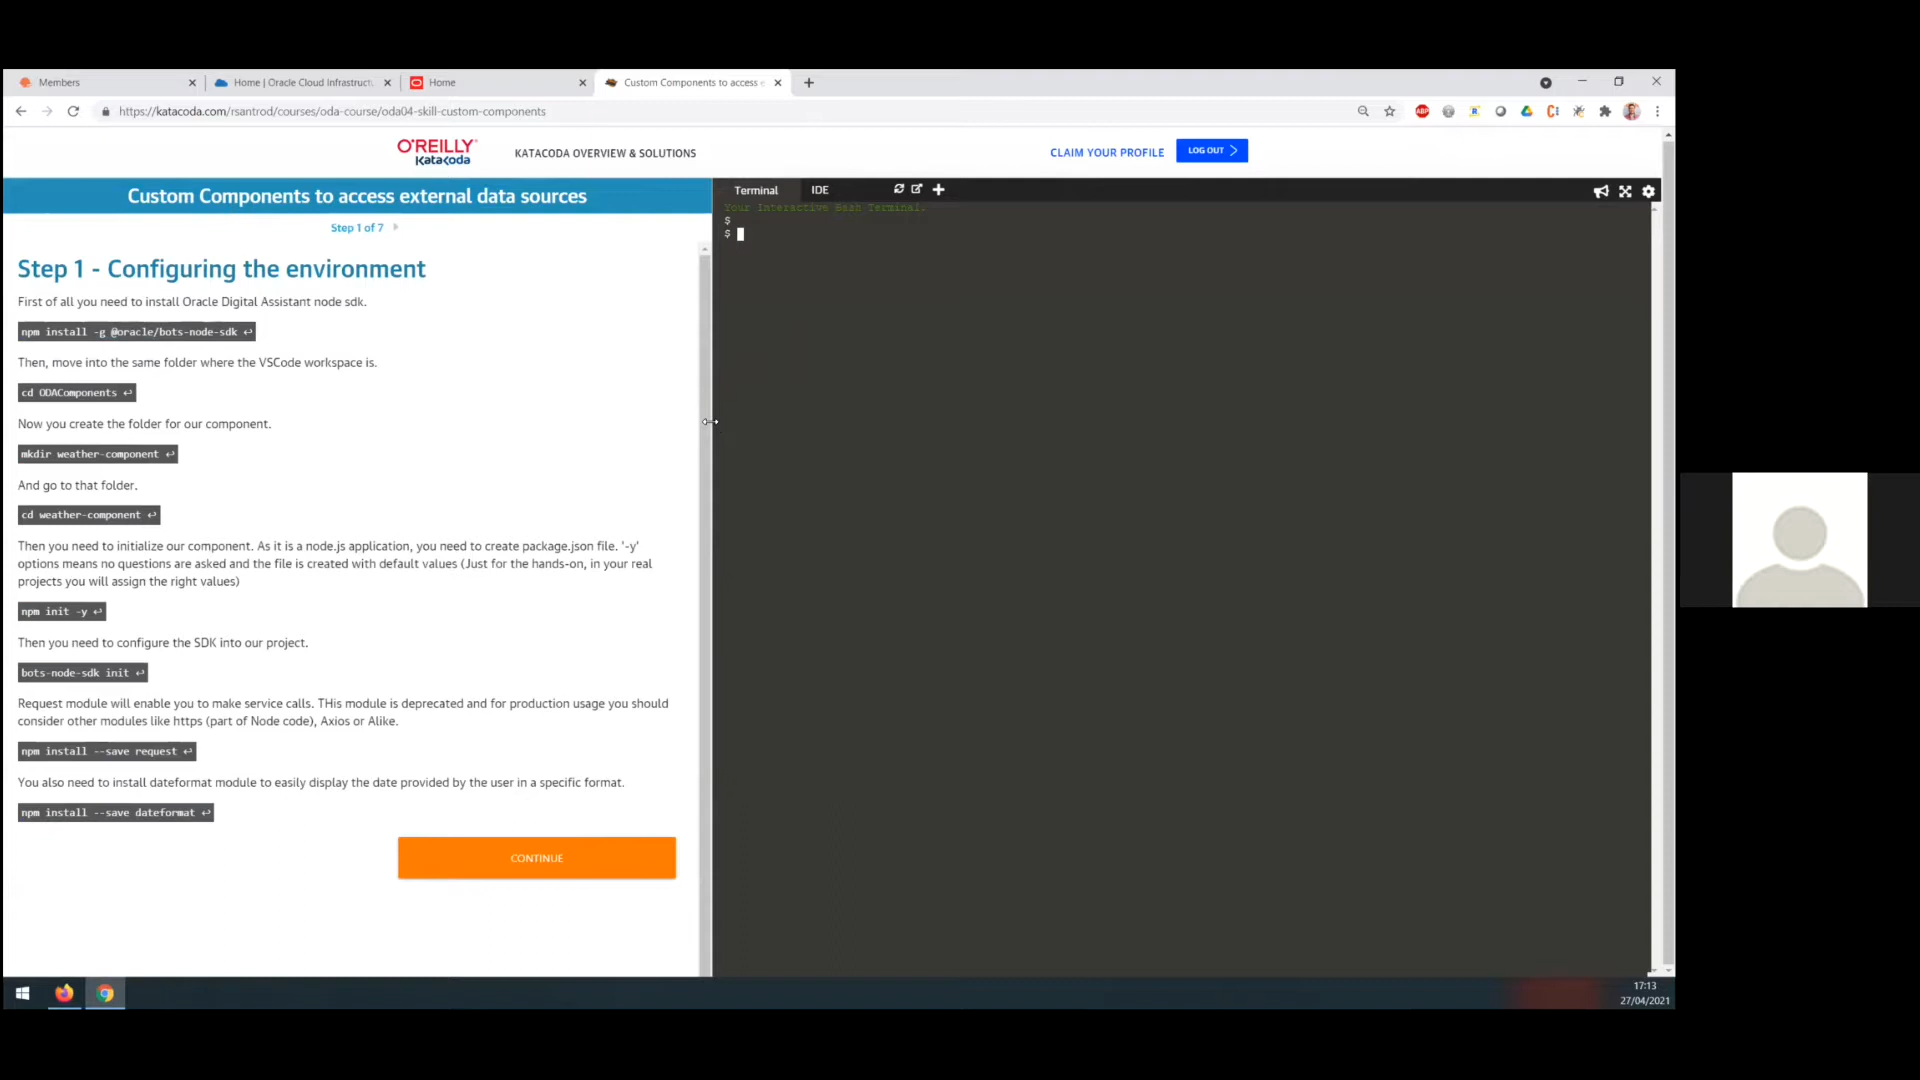 Members
Home | Oracle Cloud Infrastruct
Home
Custom Components to access e
https://katacoda.com/rsantrod/courses/oda-course/oda04-skill-custom-components
ABP
O'REILLY
Katacoda
KATACODA OVERVIEW & SOLUTIONS
CLAIM YOUR PROFILE
LOG OUT
Custom Components to access external data sources
Step 1 of 7
Step 1 - Configuring the environment
First of all you need to install Oracle Digital Assistant node sdk.
npm install -g @oracle/bots-node-sdk ↩
Then, move into the same folder where the VSCode workspace is.
cd ODAComponents ↩
Now you create the folder for our component.
mkdir weather-component ↩
And go to that folder.
cd weather-component ↩
Then you need to initialize our component. As it is a node.js application, you need to create package.json file. '-y'
options means no questions are asked and the file is created with default values (Just for the hands-on, in your real
projects you will assign the right values)
npm init -y ↩
Then you need to configure the SDK into our project.
bots-node-sdk init ↩
Request module will enable you to make service calls. THis module is deprecated and for production usage you should
consider other modules like https (part of Node code), Axios or Alike.
npm install --save request ↩
You also need to install dateformat module to easily display the date provided by the user in a specific format.
npm install --save dateformat ↩
CONTINUE
Terminal
IDE
Your Interactive Bash Terminal.
$
$
17:13
27/04/2021